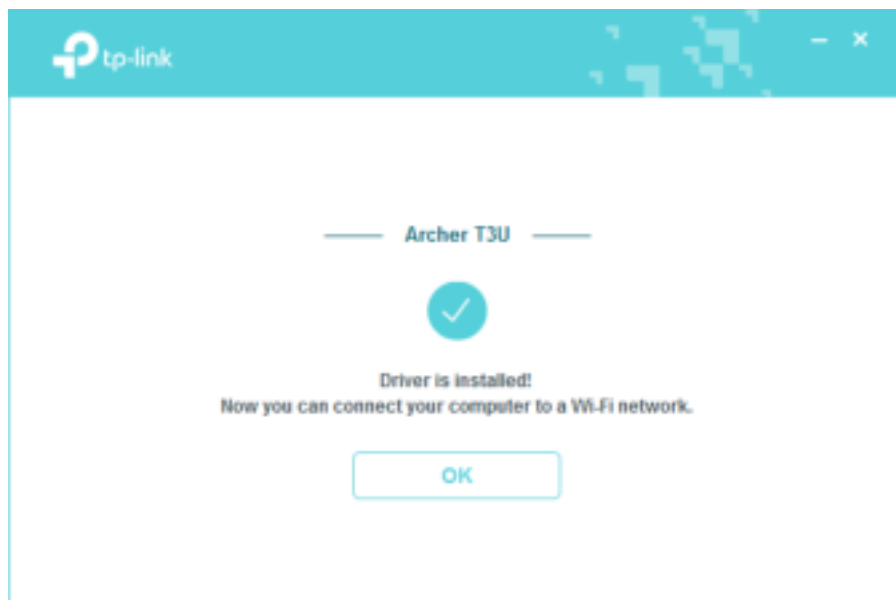 tp-link
Archer T3U
Driver is installed!
Now you can connect your computer to a Wi-Fi network.
OK